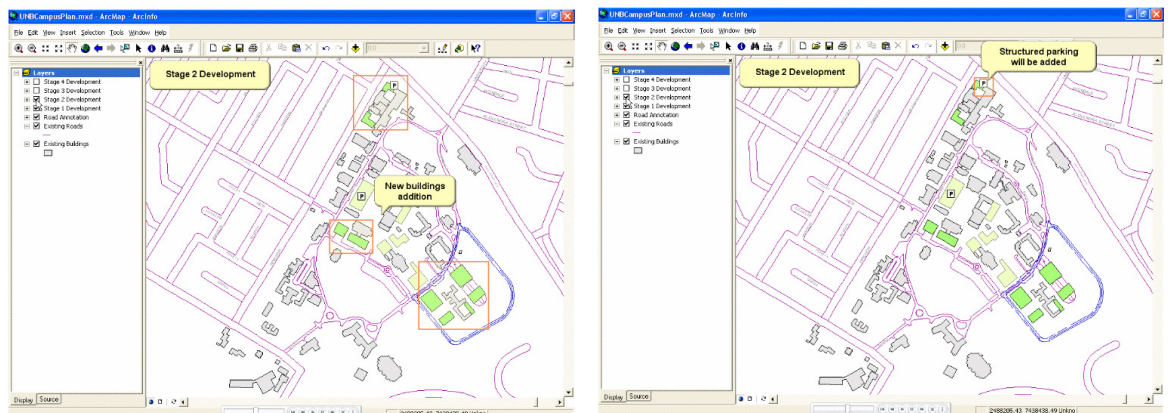 UNBCampusPlan.mxd - ArcMap - ArcInfo
File Edit View Insert Selection Tools Window Help
Layers
Stage 4 Development
Stage 3 Development
Stage 2 Development
Stage 1 Development
Road Annotation
Existing Roads
Existing Buildings
Stage 2 Development
P
New buildings
addition
P
Display Source
UNBCampusPlan.mxd - ArcMap - ArcInfo
File Edit View Insert Selection Tools Window Help
Layers
Stage 4 Development
Stage 3 Development
Stage 2 Development
Stage 1 Development
Road Annotation
Existing Roads
Existing Buildings
Stage 2 Development
Structured parking
will be added
P
P
Display Source
2488205.43 7438438.49 Unkno